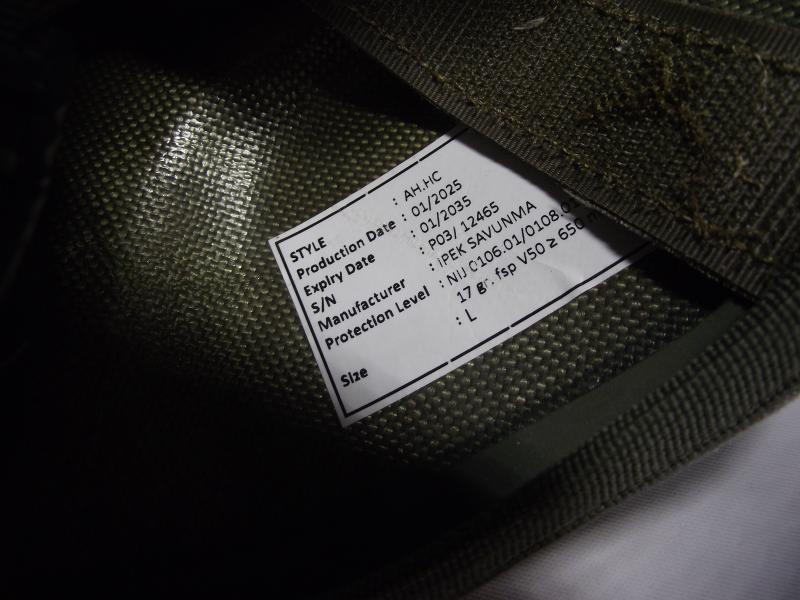 STYLE : AH.HC
Production Date : 01/2025
Expiry Date : 01/2035
S/N : P03/ 12465
Manufacturer : İPEK SAVUNMA
Protection Level : NIJ 0106.01/0108.01
17 gr. fsp V50 ≥ 650
Size : L